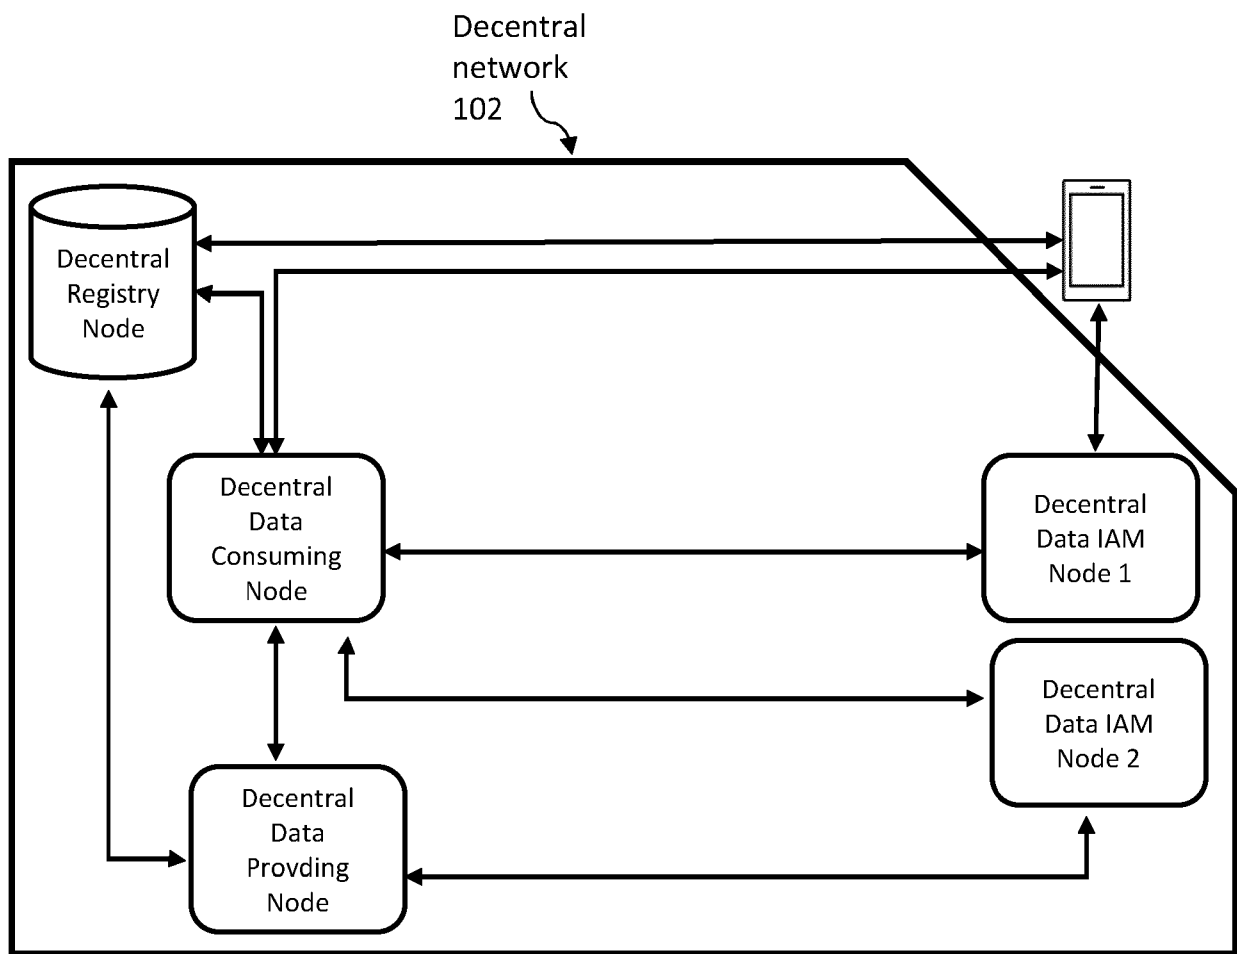 Decentral
network
102
Decentral
Registry
Node
Decentral
Data
Consuming
Node
Decentral
Data IAM
Node 1
Decentral
Data IAM
Node 2
Decentral
Data
Provding
Node